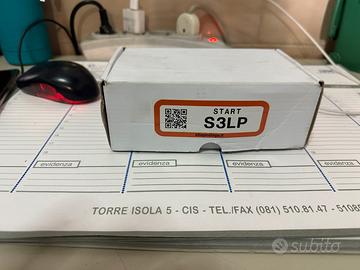 START
S3LP
evidenza
evidenza
evidenza
evidenza
TORRE ISOLA 5 - CIS - TEL./FAX (081) 510.81.47 - 5108
subito